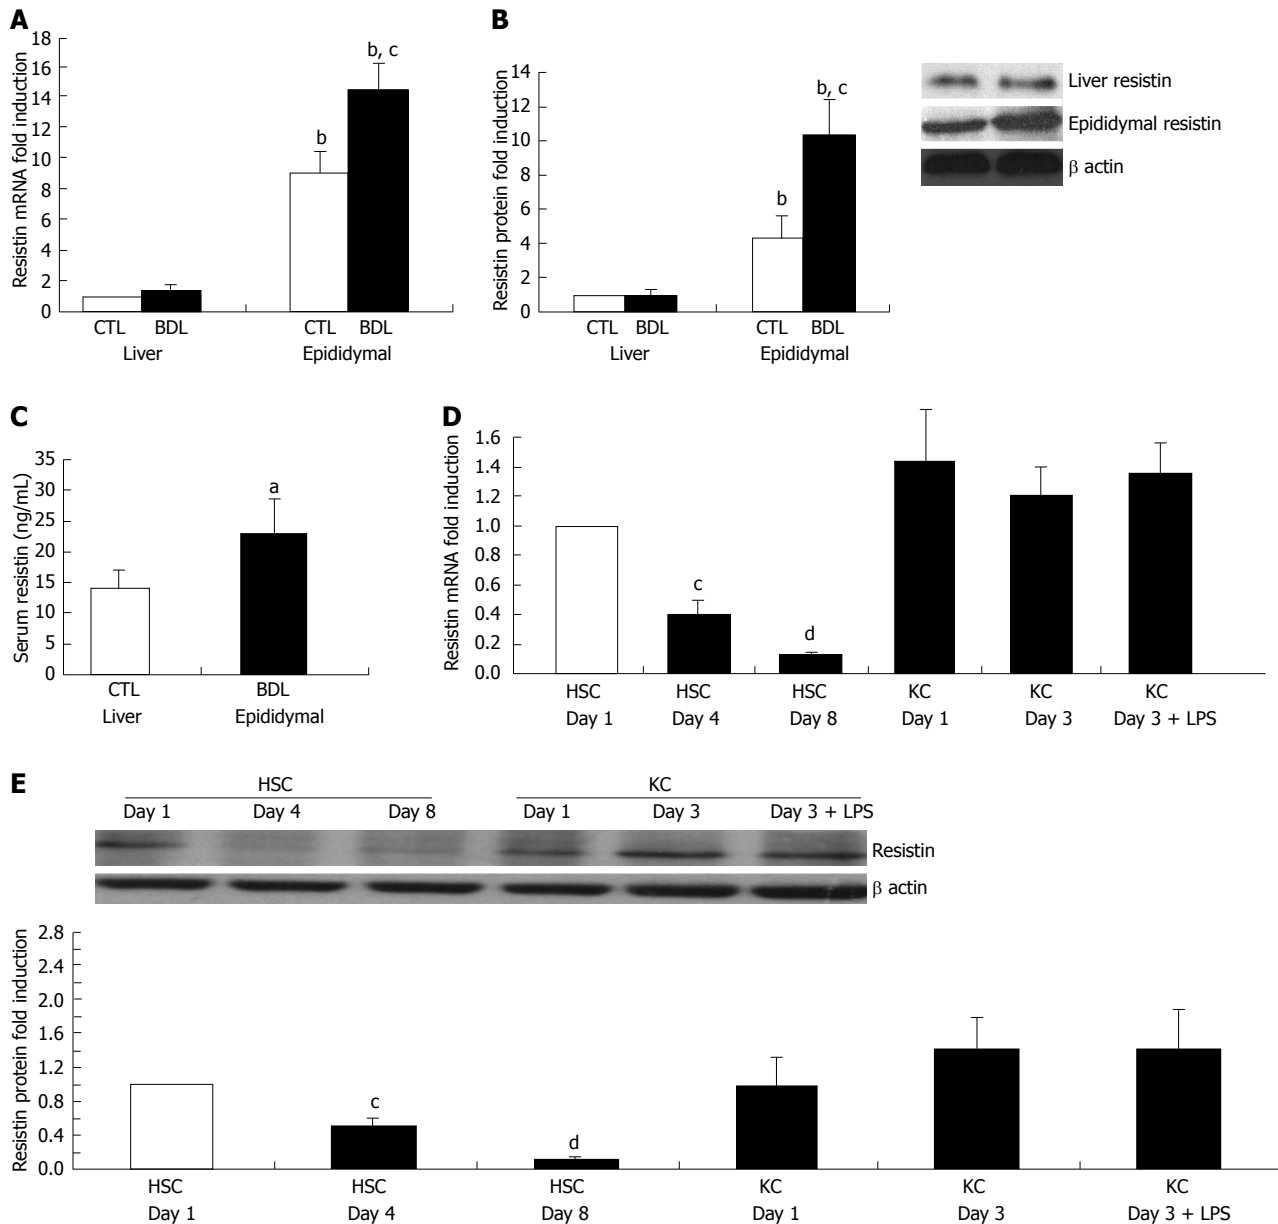 A
Resistin mRNA fold induction
18
16
14
12
10
8
6
4
2
0
b
b, c
CTL BDL CTL BDL
Liver Epididymal
B
Resistin protein fold induction
14
12
10
8
6
4
2
0
b
b, c
CTL BDL CTL BDL
Liver Epididymal
Liver resistin
Epididymal resistin
β actin
C
Serum resistin (ng/mL)
35
30
25
20
15
10
5
0
a
CTL BDL
Liver Epididymal
D
Resistin mRNA fold induction
1.6
1.4
1.2
1.0
0.8
0.6
0.4
0.2
0.0
c
d
HSC HSC HSC KC KC KC
Day 1 Day 4 Day 8 Day 1 Day 3 Day 3 + LPS
E
HSC KC
Day 1 Day 4 Day 8 Day 1 Day 3 Day 3 + LPS
Resistin
β actin
Resistin protein fold induction
2.8
2.4
2.0
1.6
1.2
0.8
0.4
0.0
c
d
HSC HSC HSC KC KC KC
Day 1 Day 4 Day 8 Day 1 Day 3 Day 3 + LPS